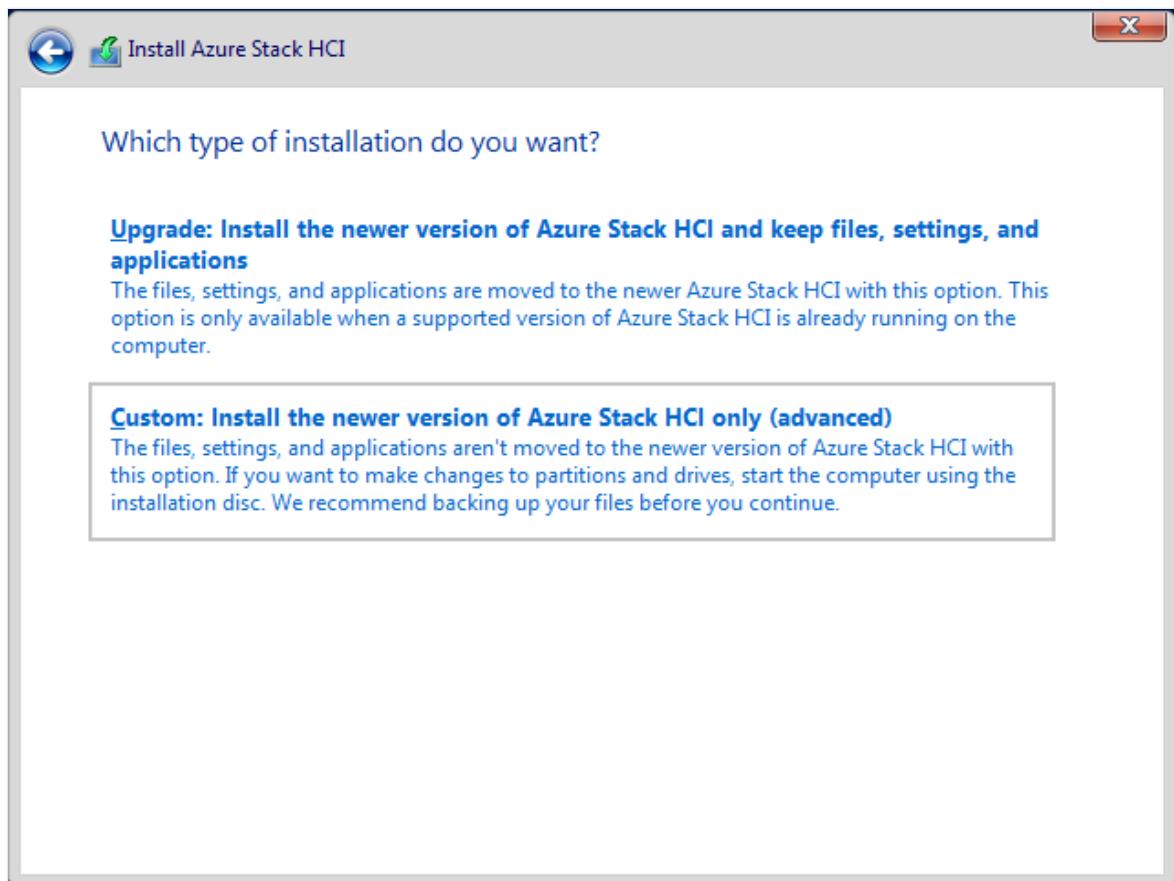 Install Azure Stack HCI
X
Which type of installation do you want?
Upgrade: Install the newer version of Azure Stack HCI and keep files, settings, and
applications
The files, settings, and applications are moved to the newer Azure Stack HCI with this option. This
option is only available when a supported version of Azure Stack HCI is already running on the
computer.
Custom: Install the newer version of Azure Stack HCI only (advanced)
The files, settings, and applications aren't moved to the newer version of Azure Stack HCI with
this option. If you want to make changes to partitions and drives, start the computer using the
installation disc. We recommend backing up your files before you continue.